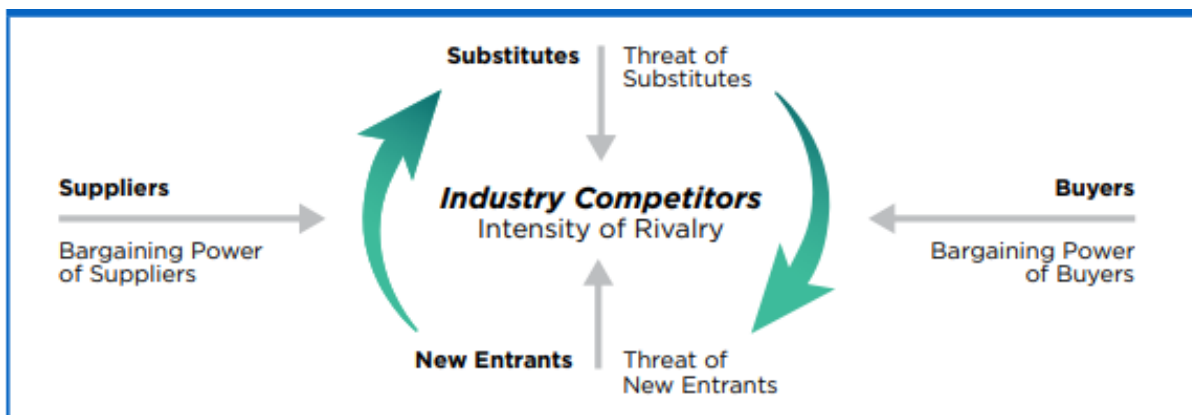 Substitutes
Threat of
Substitutes
Suppliers
Bargaining Power
of Suppliers
Industry Competitors
Intensity of Rivalry
Buyers
Bargaining Power
of Buyers
New Entrants
Threat of
New Entrants